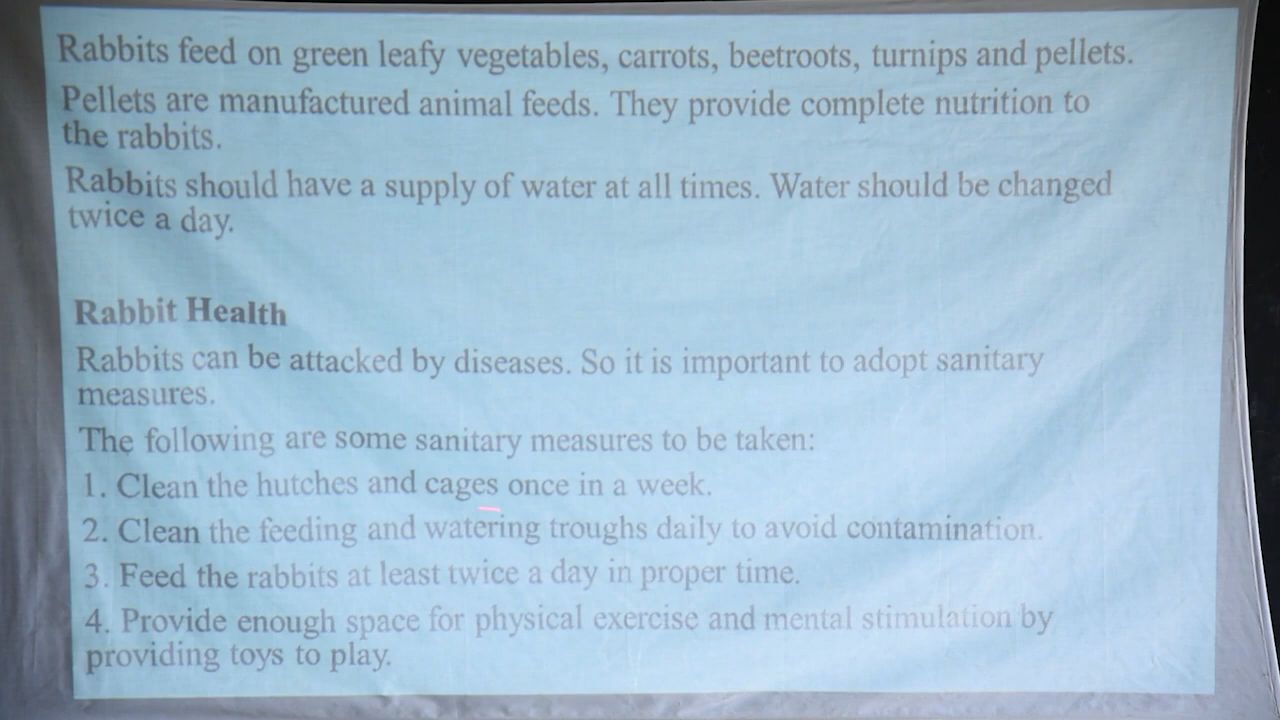 Rabbits feed on green leafy vegetables, carrots, beetroots, turnips and pellets.
Pellets are manufactured animal feeds. They provide complete nutrition to
the rabbits.
Rabbits should have a supply of water at all times. Water should be changed
twice a day.
Rabbit Health
Rabbits can be attacked by diseases. So it is important to adopt sanitary
measures.
The following are some sanitary measures to be taken:
1. Clean the hutches and cages once in a week.
2. Clean the feeding and watering troughs daily to avoid contamination.
3. Feed the rabbits at least twice a day in proper time.
4. Provide enough space for physical exercise and mental stimulation by
providing toys to play.